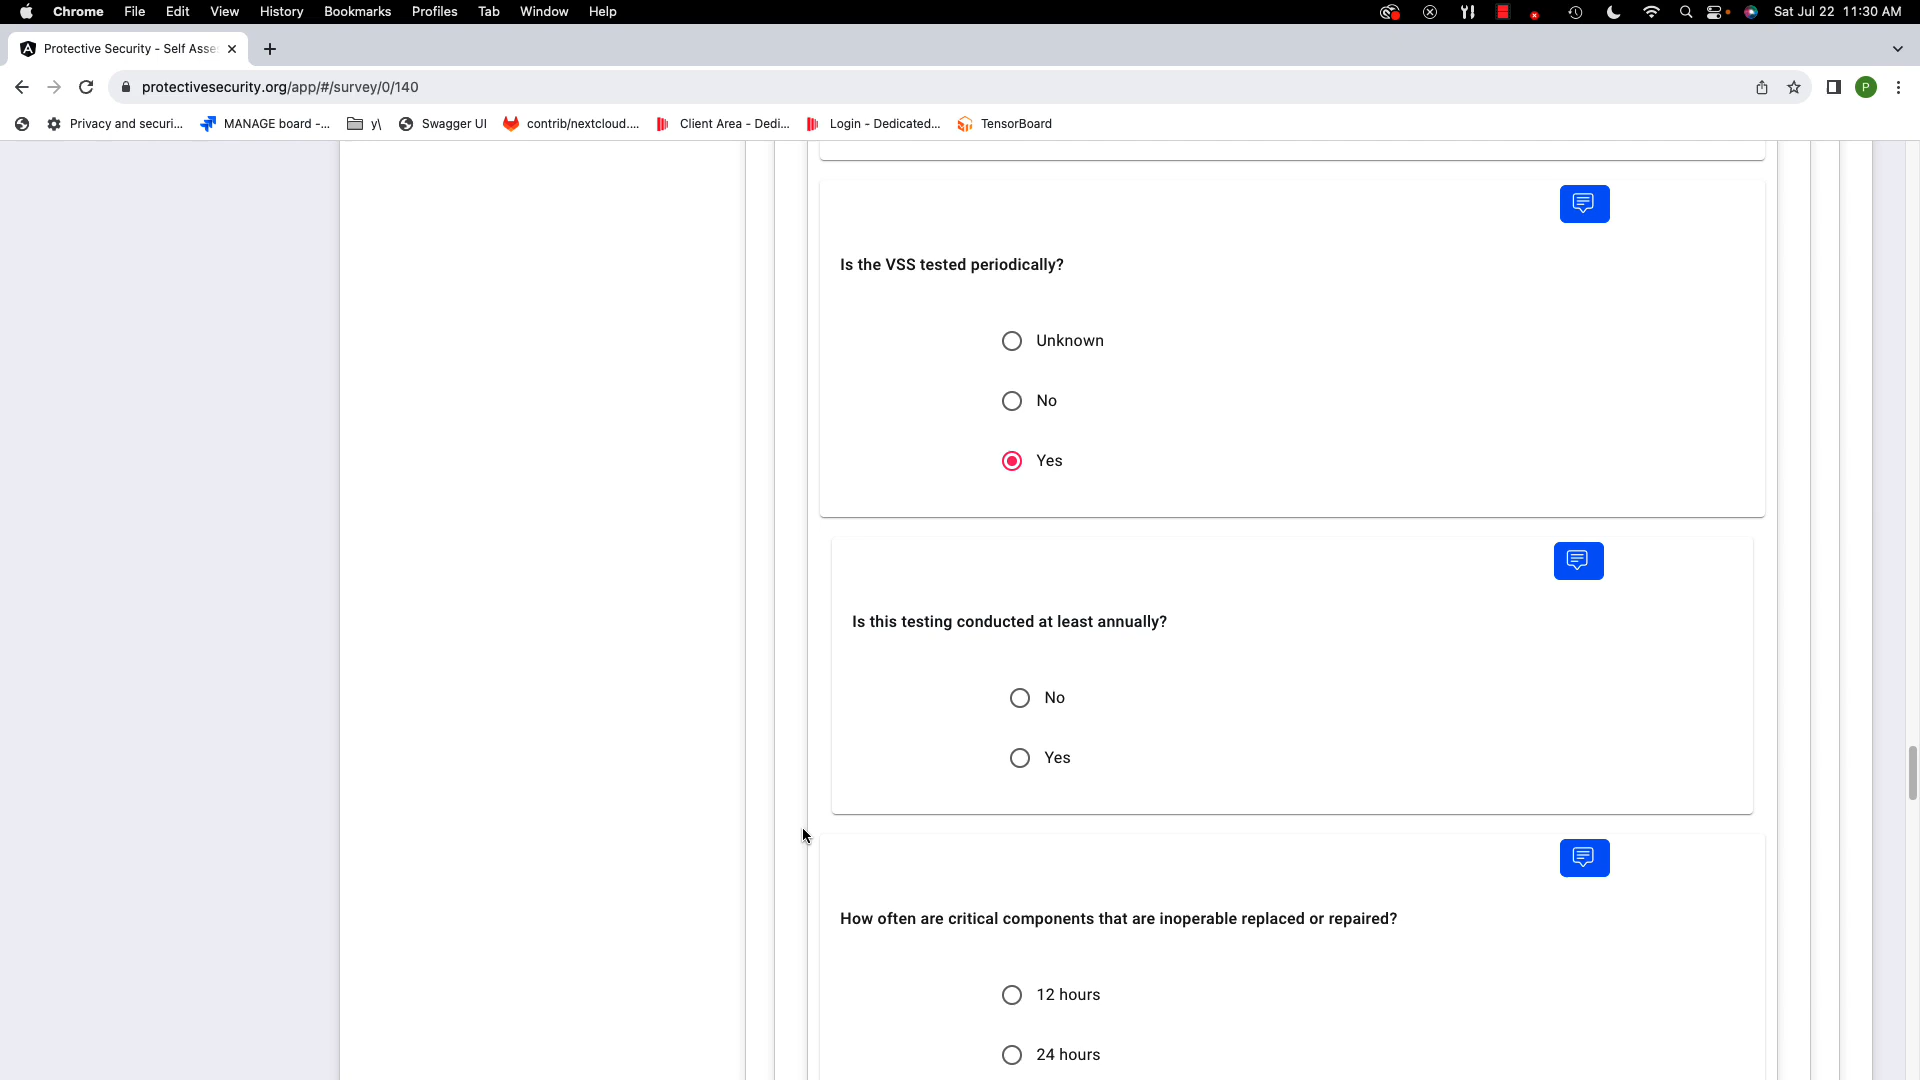 Chrome File Edit View History Bookmarks Profiles Tab Window Help Sat Jul 22 11:30 AM
Protective Security - Self Asse
protectivesecurity.org/app/#/survey/0/140 P
Privacy and securi... MANAGE board -... y\ Swagger UI contrib/nextcloud.... Client Area - Dedi... Login - Dedicated... TensorBoard
Is the VSS tested periodically?
Unknown
No
Yes
Is this testing conducted at least annually?
No
Yes
How often are critical components that are inoperable replaced or repaired?
12 hours
24 hours